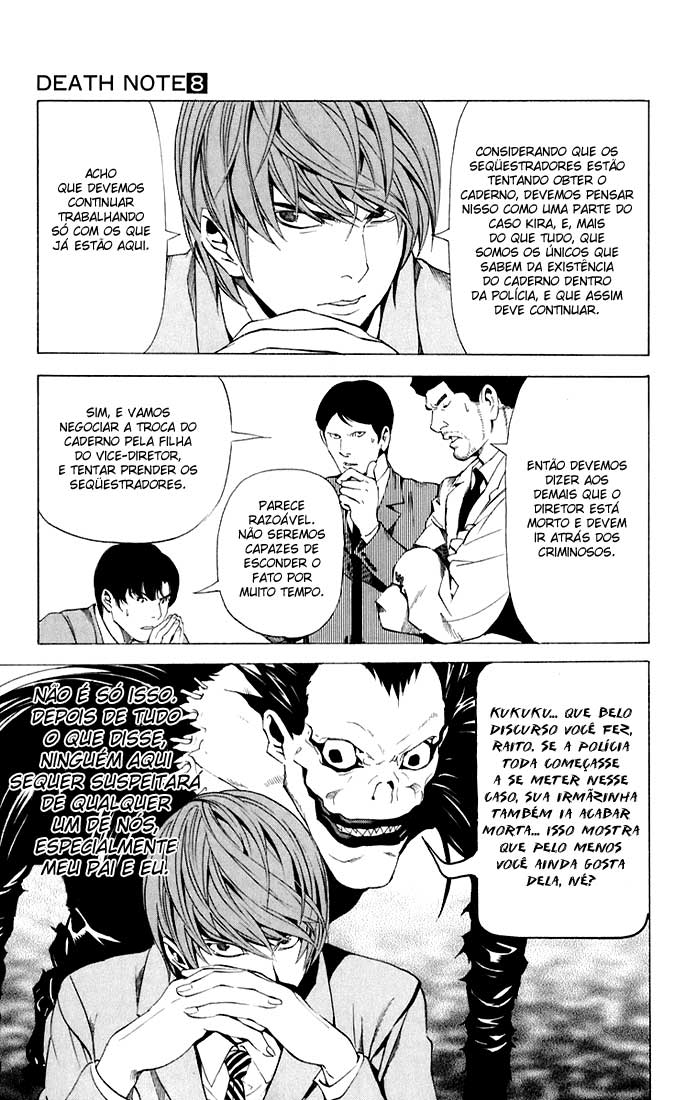 DEATH NOTE 8
CONSIDERANDO QUE OS
SEQÜESTRADORES ESTÃO
TENTANDO OBTER O
CADERNO, DEVEMOS PENSAR
NISSO COMO UMA PARTE DO
CASO KIRA, E, MAIS
DO QUE TUDO, QUE
SOMOS OS ÚNICOS QUE
SABEM DA EXISTÊNCIA
DO CADERNO DENTRO
DA POLÍCIA, E QUE ASSIM
DEVE CONTINUAR.
ACHO
QUE DEVEMOS
CONTINUAR
TRABALHANDO
SÓ COM OS QUE
JÁ ESTÃO AQUI.
ENTÃO DEVEMOS
DIZER AOS
DEMAIS QUE O
DIRETOR ESTÁ
MORTO E DEVEM
IR ATRÁS DOS
CRIMINOSOS.
PARECE
RAZOÁVEL.
NÃO SEREMOS
CAPAZES DE
ESCONDER O
FATO POR
MUITO TEMPO.
SIM, E VAMOS
NEGOCIAR A TROCA DO
CADERNO PELA FILHA
DO VICE-DIRETOR,
E TENTAR PRENDER OS
SEQÜESTRADORES.
KUKUKU... QUE BELO
DISCURSO VOCÊ FEZ,
RAITO. SE A POLÍCIA
TODA COMEÇASSE
A SE METER NESSE
CASO, SUA IRMÃZINHA
TAMBÉM IA ACABAR
MORTA... ISSO MOSTRA
QUE PELO MENOS
VOCÊ AINDA GOSTA
DELA, NÉ?
NÃO É SÓ ISSO.
DEPOIS DE TUDO
O QUE DISSE,
NINGUÉM AQUI
SEQUER SUSPEITARÁ
DE QUALQUER
UM DE NÓS,
ESPECIALMENTE
MEU PAI E EU.